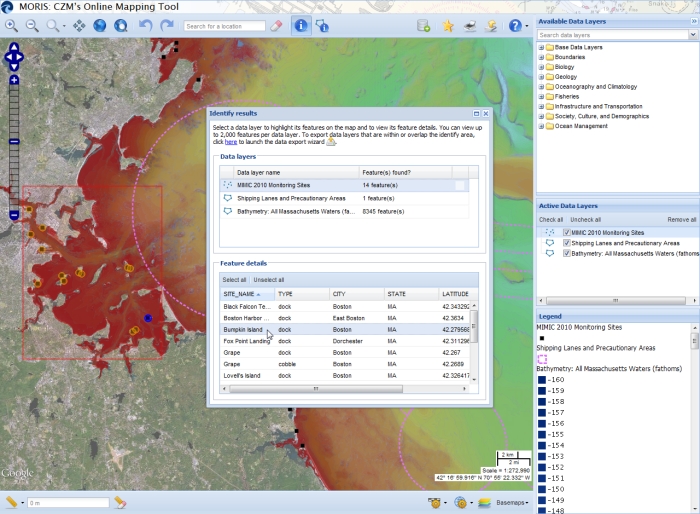 MORIS: CZM's Online Mapping Tool
Search for a location
Available Data Layers
Search data layers
Base Data Layers
Boundaries
Biology
Geology
Oceanography and Climatology
Fisheries
Infrastructure and Transportation
Society, Culture, and Demographics
Ocean Management
Identify results
Select a data layer to highlight its features on the map and to view its feature details. You can view up
to 2,000 features per data layer. To export data layers that are within or overlap the identify area,
click here to launch the data export wizard
Data layers
Data layer name Feature(s) found?
MIMIC 2010 Monitoring Sites 14 feature(s)
Shipping Lanes and Precautionary Areas 1 feature(s)
Bathymetry: All Massachusetts Waters (fa... 8345 feature(s)
Feature details
Select all Unselect all
SITE_NAME TYPE CITY STATE LATITUDE
Black Falcon Te... dock Boston MA 42.343292
Boston Harbor ... dock East Boston MA 42.3634
Bumpkin Island dock Boston MA 42.279568
Fox Point Landing dock Dorchester MA 42.311296
Grape dock Boston MA 42.267
Grape cobble Boston MA 42.2689
Lovell's Island dock Boston MA 42.326417
Active Data Layers
Check all Uncheck all Remove all
MIMIC 2010 Monitoring Sites
Shipping Lanes and Precautionary Areas
Bathymetry: All Massachusetts Waters (fathoms
Legend
MIMIC 2010 Monitoring Sites
Shipping Lanes and Precautionary Areas
Bathymetry: All Massachusetts Waters (fathoms)
-160
-159
-158
-157
-156
-155
-154
-153
-152
-151
-150
-149
-148
Google
2 km
2 mi
Scale = 1:272,990
42° 16' 59.916" N 70° 55' 22.332" W
0 m
Basemaps